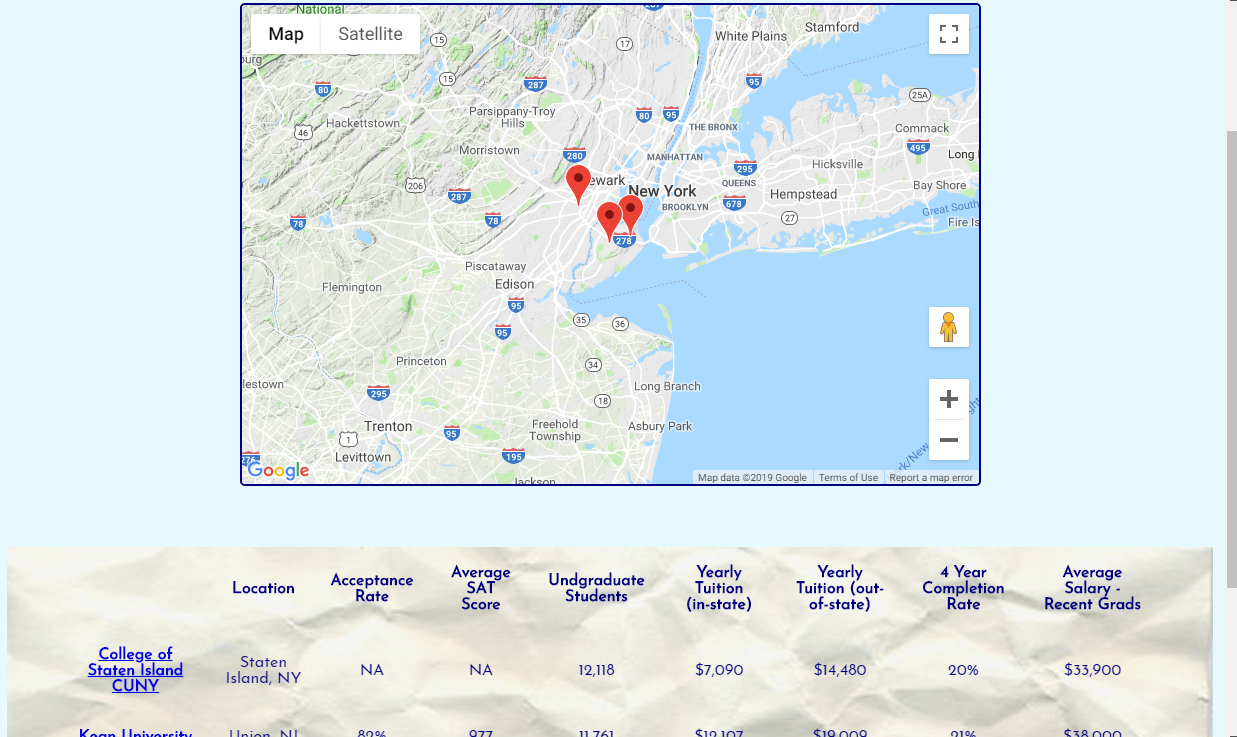 National
Map Satellite
15
17
White Plains
Stamford
287
80
15
287
95
25A
Parsippany-Troy
Hills
80
95
46
Hackettstown
THE BRONX
Commack
Morristown
280
MANHATTAN
495
Long
295
Hicksville
206
287
ewark
New York
QUEENS
Hempstead
Bay Shore
BROOKLYN
678
Great South
78
78
27
Fire Is
278
Piscataway
Edison
Flemington
95
35
36
95
Princeton
34
lestown
295
Long Branch
18
Trenton
95
Freehold
Township
Asbury Park
1
Levittown
195
276
Google
Jackson
rk/New
Map data ©2019 Google Terms of Use Report a map error
Location Acceptance Rate Average SAT Score Undgraduate Students Yearly Tuition (in-state) Yearly Tuition (out-of-state) 4 Year Completion Rate Average Salary - Recent Grads
College of Staten Island CUNY Staten Island, NY NA NA 12,118 $7,090 $14,480 20% $33,900
Kean University Union, NJ 82% 977 11,761 $12,107 $19,009 21% $38,000